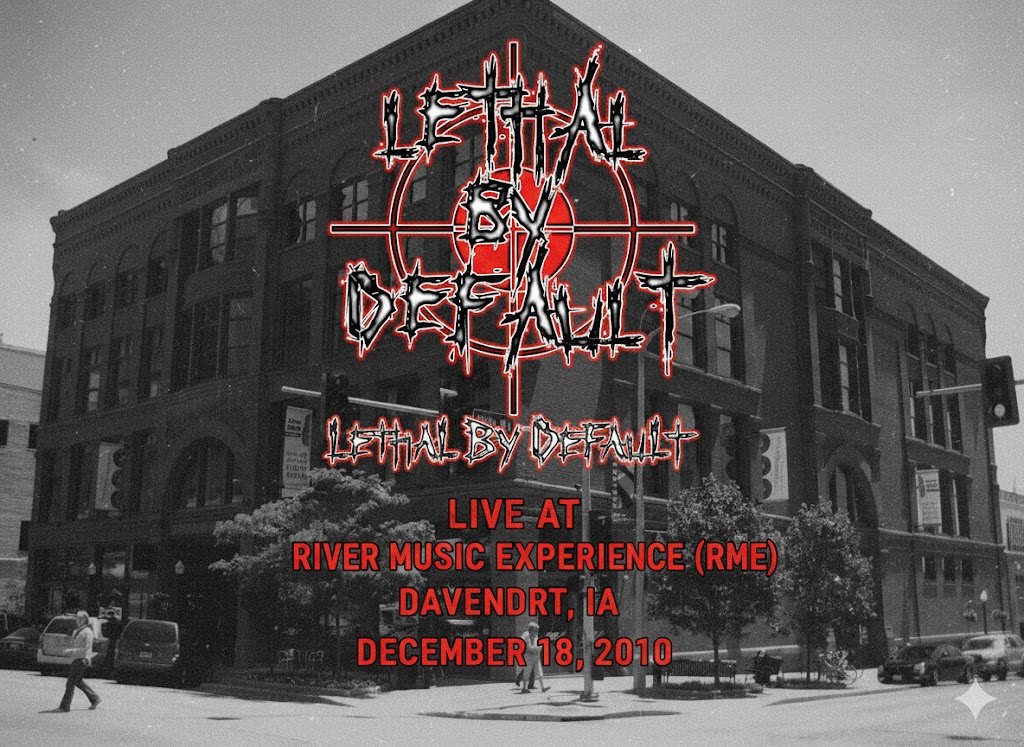 LETHAL
BY
DEFAULT
LETHAL BY DEFAULT
LIVE AT
RIVER MUSIC EXPERIENCE (RME)
DAVENDRT, IA
DECEMBER 18, 2010